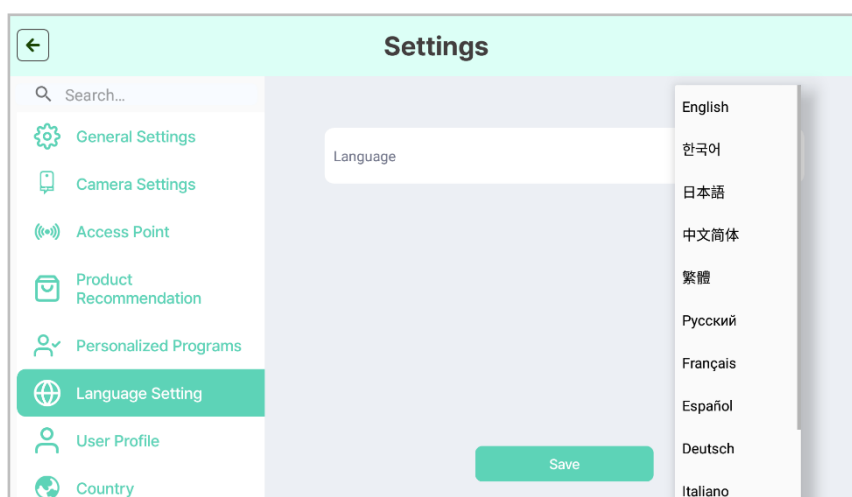 Settings
Search...
General Settings
Camera Settings
Access Point
Product
Recommendation
Personalized Programs
Language Setting
User Profile
Country
Language
English
한국어
日本語
中文简体
繁體
Русский
Français
Español
Deutsch
Italiano
Save